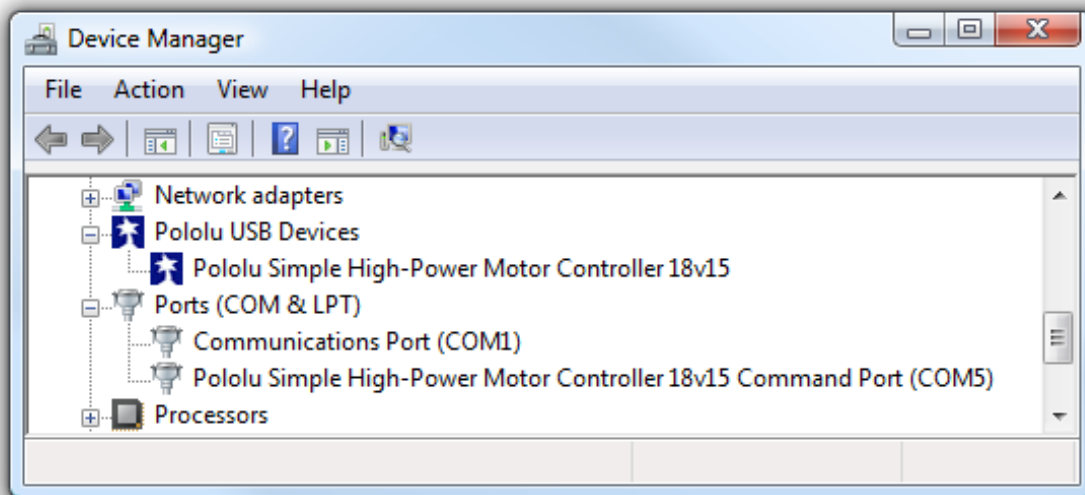 Device Manager
File Action View Help
Network adapters
Pololu USB Devices
Pololu Simple High-Power Motor Controller 18v15
Ports (COM & LPT)
Communications Port (COM1)
Pololu Simple High-Power Motor Controller 18v15 Command Port (COM5)
Processors